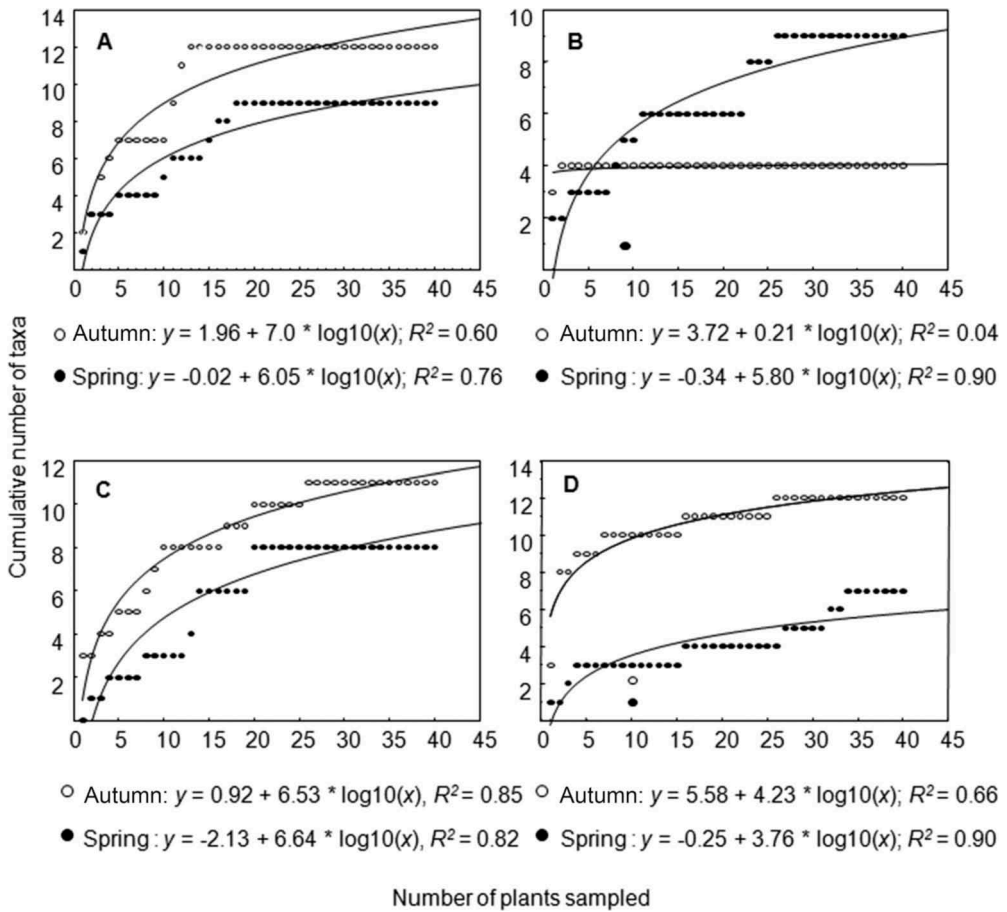 Cumulative number of taxa
A
14
12
10
8
6
4
2
5 10 15 20 25 30 35 40 45
Autumn: y = 1.96 + 7.0 * log10(x); R² = 0.60
Spring: y = -0.02 + 6.05 * log10(x); R² = 0.76
B
10
8
6
4
2
0 5 10 15 20 25 30 35 40 45
Autumn: y = 3.72 + 0.21 * log10(x); R² = 0.04
Spring: y = -0.34 + 5.80 * log10(x); R² = 0.90
C
12
10
8
6
4
2
0 5 10 15 20 25 30 35 40 45
Autumn: y = 0.92 + 6.53 * log10(x), R² = 0.85
Spring: y = -2.13 + 6.64 * log10(x), R² = 0.82
D
14
12
10
8
6
4
2
0 5 10 15 20 25 30 35 40 45
Autumn: y = 5.58 + 4.23 * log10(x); R² = 0.66
Spring: y = -0.25 + 3.76 * log10(x); R² = 0.90
Number of plants sampled